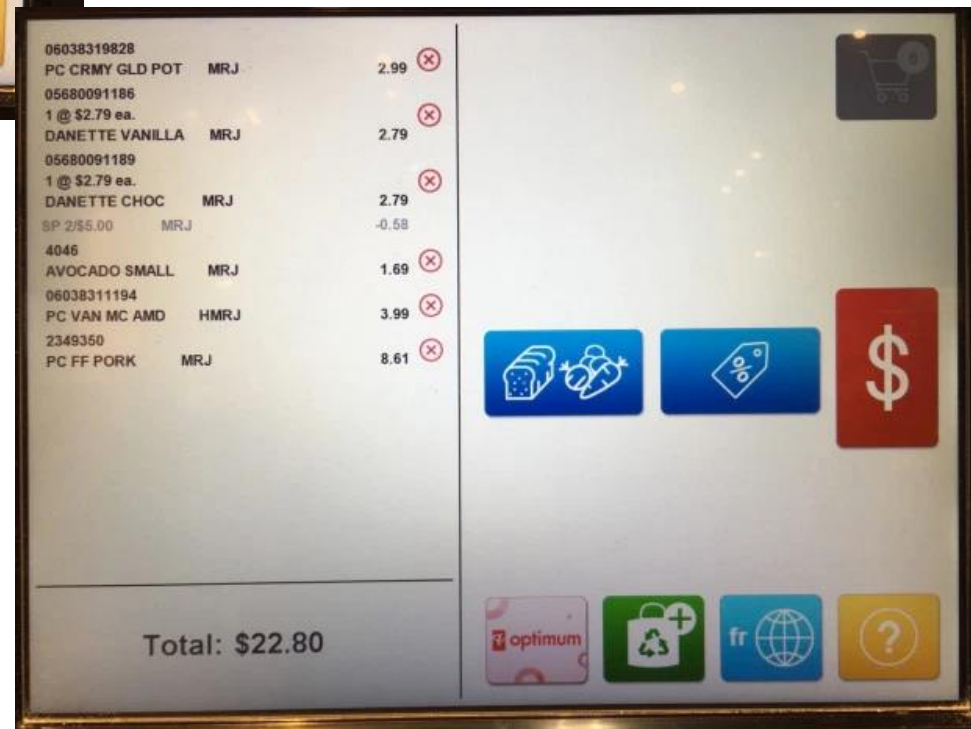 06038319828
PC CRMY GLD POT MRJ 2.99
05680091186
1 @ $2.79 ea.
DANETTE VANILLA MRJ 2.79
05680091189
1 @ $2.79 ea.
DANETTE CHOC MRJ 2.79
SP 2/$5.00 MRJ -0.58
4046
AVOCADO SMALL MRJ 1.69
06038311194
PC VAN MC AMD HMRJ 3.99
2349350
PC FF PORK MRJ 8.61
$
Total: $22.80
optimum
fr
?